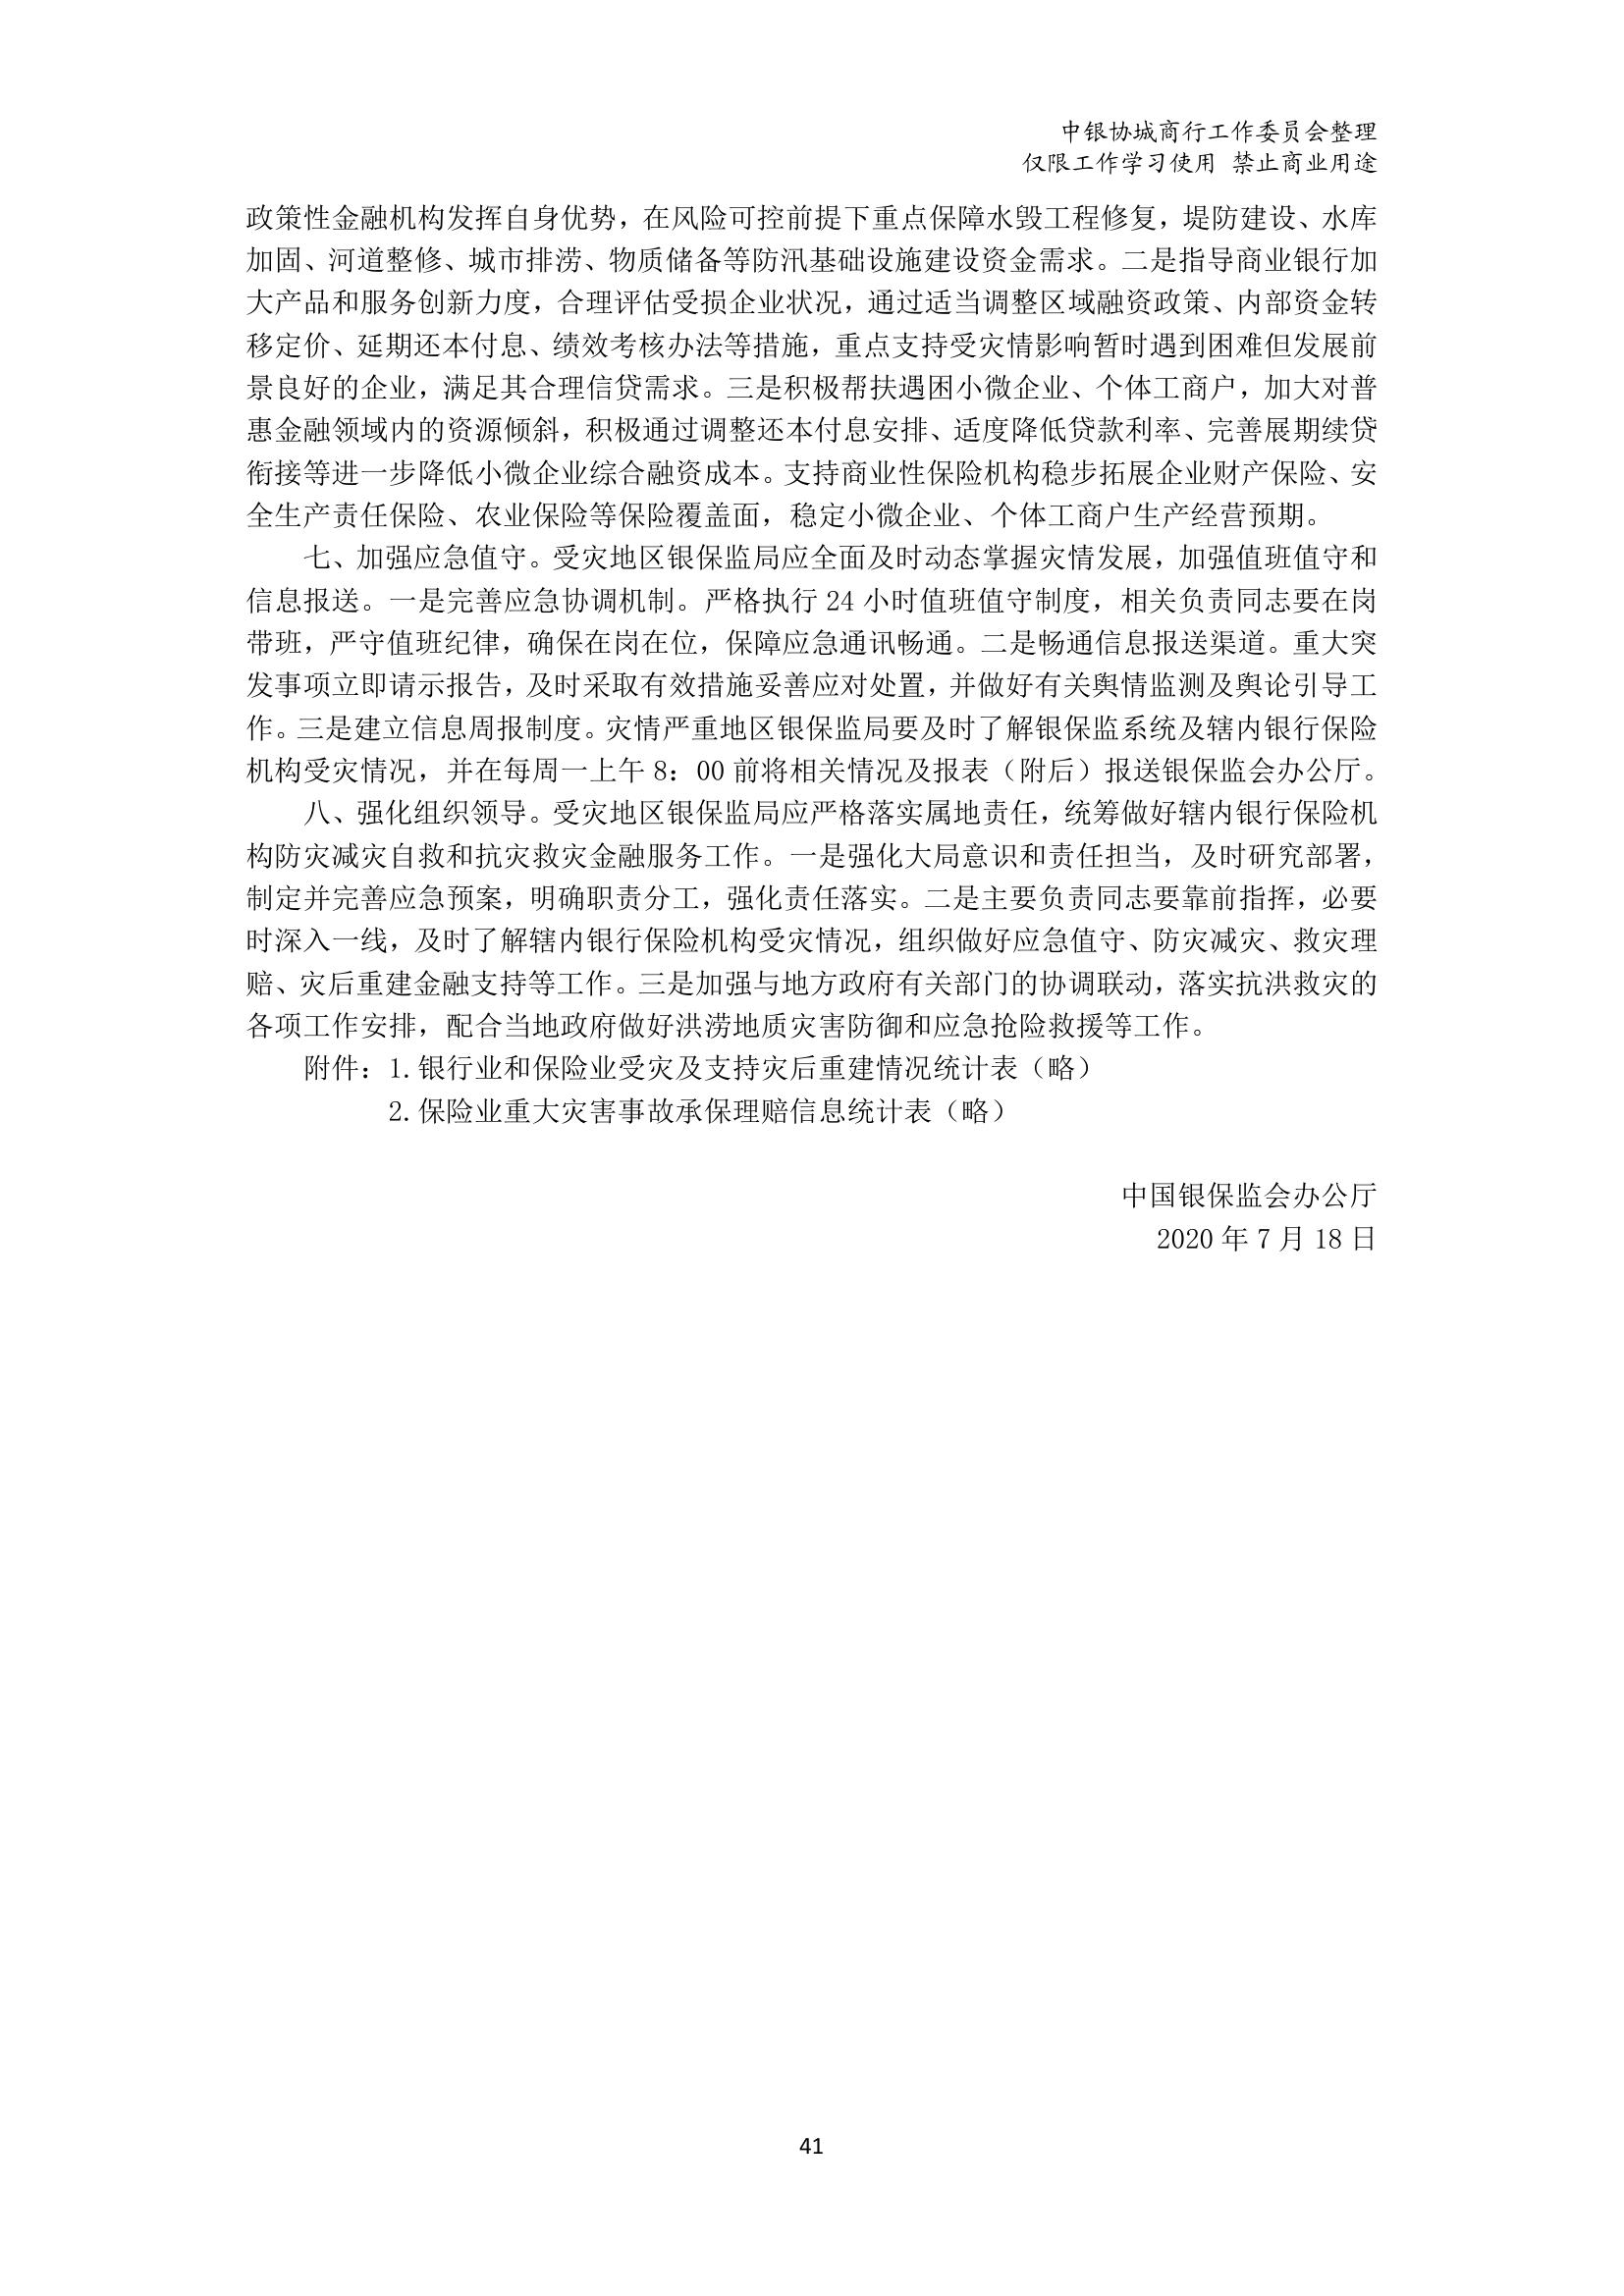 中银协城商行工作委员会整理
仅限工作学习使用 禁止商业用途
政策性金融机构发挥自身优势，在风险可控前提下重点保障水毁工程修复，堤防建设、水库
加固、河道整修、城市排涝、物质储备等防汛基础设施建设资金需求。二是指导商业银行加
大产品和服务创新力度，合理评估受损企业状况，通过适当调整区域融资政策、内部资金转
移定价、延期还本付息、绩效考核办法等措施，重点支持受灾情影响暂时遇到困难但发展前
景良好的企业，满足其合理信贷需求。三是积极帮扶遇困小微企业、个体工商户，加大对普
惠金融领域内的资源倾斜，积极通过调整还本付息安排、适度降低贷款利率、完善展期续贷
衔接等进一步降低小微企业综合融资成本。支持商业性保险机构稳步拓展企业财产保险、安
全生产责任保险、农业保险等保险覆盖面，稳定小微企业、个体工商户生产经营预期。
七、加强应急值守。受灾地区银保监局应全面及时动态掌握灾情发展，加强值班值守和
信息报送。一是完善应急协调机制。严格执行 24 小时值班值守制度，相关负责同志要在岗
带班，严守值班纪律，确保在岗在位，保障应急通讯畅通。二是畅通信息报送渠道。重大突
发事项立即请示报告，及时采取有效措施妥善应对处置，并做好有关舆情监测及舆论引导工
作。三是建立信息周报制度。灾情严重地区银保监局要及时了解银保监系统及辖内银行保险
机构受灾情况，并在每周一上午 8：00 前将相关情况及报表（附后）报送银保监会办公厅。
八、强化组织领导。受灾地区银保监局应严格落实属地责任，统筹做好辖内银行保险机
构防灾减灾自救和抗灾救灾金融服务工作。一是强化大局意识和责任担当，及时研究部署，
制定并完善应急预案，明确职责分工，强化责任落实。二是主要负责同志要靠前指挥，必要
时深入一线，及时了解辖内银行保险机构受灾情况，组织做好应急值守、防灾减灾、救灾理
赔、灾后重建金融支持等工作。三是加强与地方政府有关部门的协调联动，落实抗洪救灾的
各项工作安排，配合当地政府做好洪涝地质灾害防御和应急抢险救援等工作。
附件：1.银行业和保险业受灾及支持灾后重建情况统计表（略）
2.保险业重大灾害事故承保理赔信息统计表（略）
中国银保监会办公厅
2020 年 7 月 18 日
41